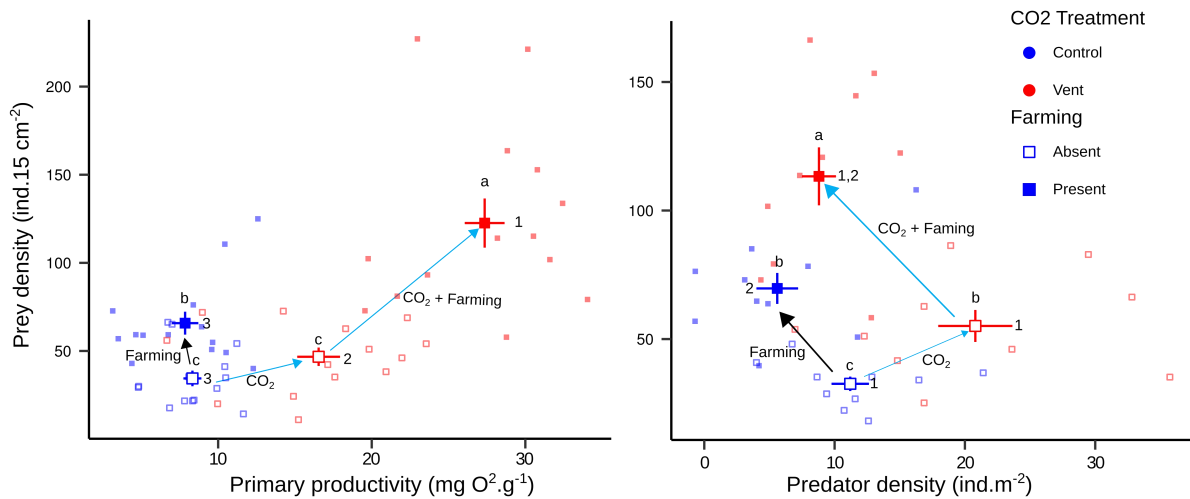 Prey density (ind.15 cm⁻²)
200
150
100
50
a
1
CO₂ + Farming
b
3
Farming
c
3
CO₂
c
2
10
20
30
Primary productivity (mg O².g⁻¹)
150
100
50
a
1,2
CO₂ + Faming
b
2
Farming
c
1
CO₂
b
1
0
10
20
30
Predator density (ind.m⁻²)
CO2 Treatment
Control
Vent
Farming
Absent
Present